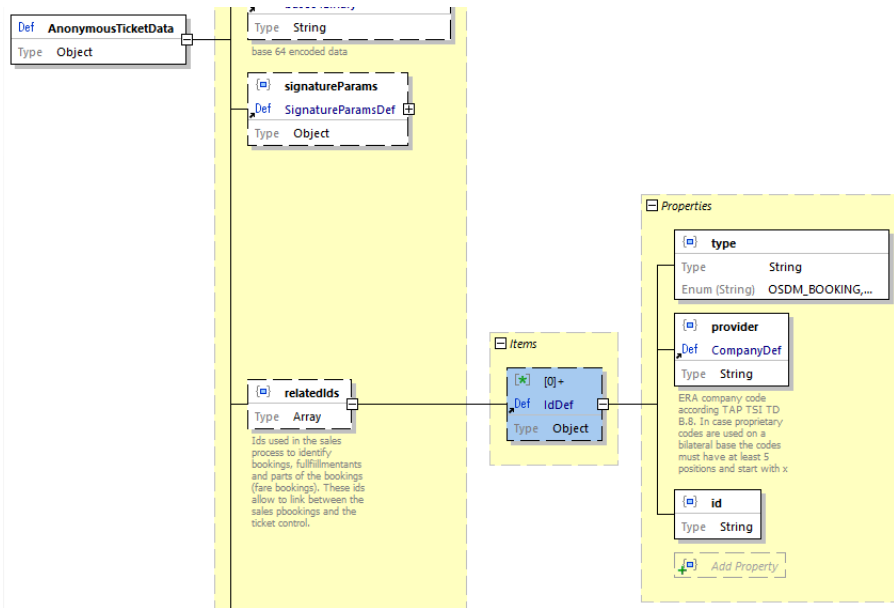 Def AnonymousTicketData
Type Object
Type String
base 64 encoded data
signatureParams
Def SignatureParamsDef
Type Object
Properties
type
Type String
Enum (String) OSDM_BOOKING,...
provider
Def CompanyDef
Type String
ERA company code
according TAP TSI TD
B.8. In case proprietary
codes are used on a
bilateral base the codes
must have at least 5
positions and start with x
Items
[0]+
Def IdDef
Type Object
relatedIds
Type Array
Ids used in the sales
process to identify
bookings, fullfillmentants
and parts of the bookings
(fare bookings). These ids
allow to link between the
sales pbookings and the
ticket control.
id
Type String
Add Property